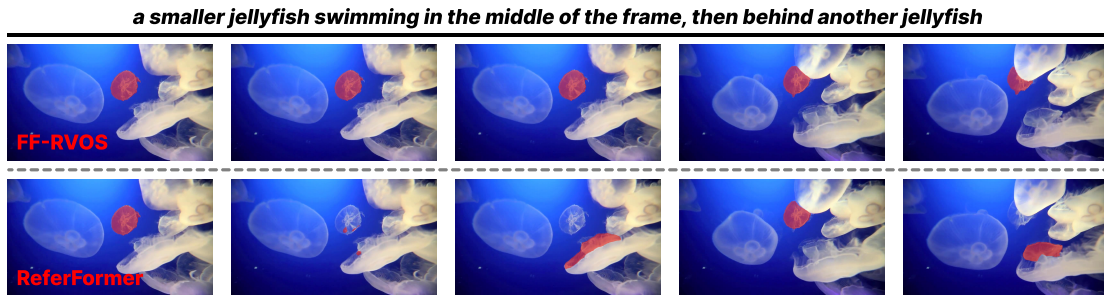 a smaller jellyfish swimming in the middle of the frame, then behind another jellyfish
FF-RVOS
ReferFormer